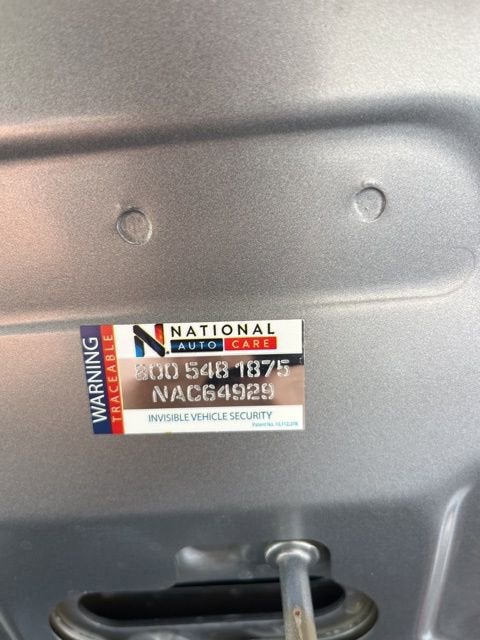 WARNING
TRACEABLE
N. NATIONAL
AUTO CARE
800 548 1875
NAC64929
INVISIBLE VEHICLE SECURITY